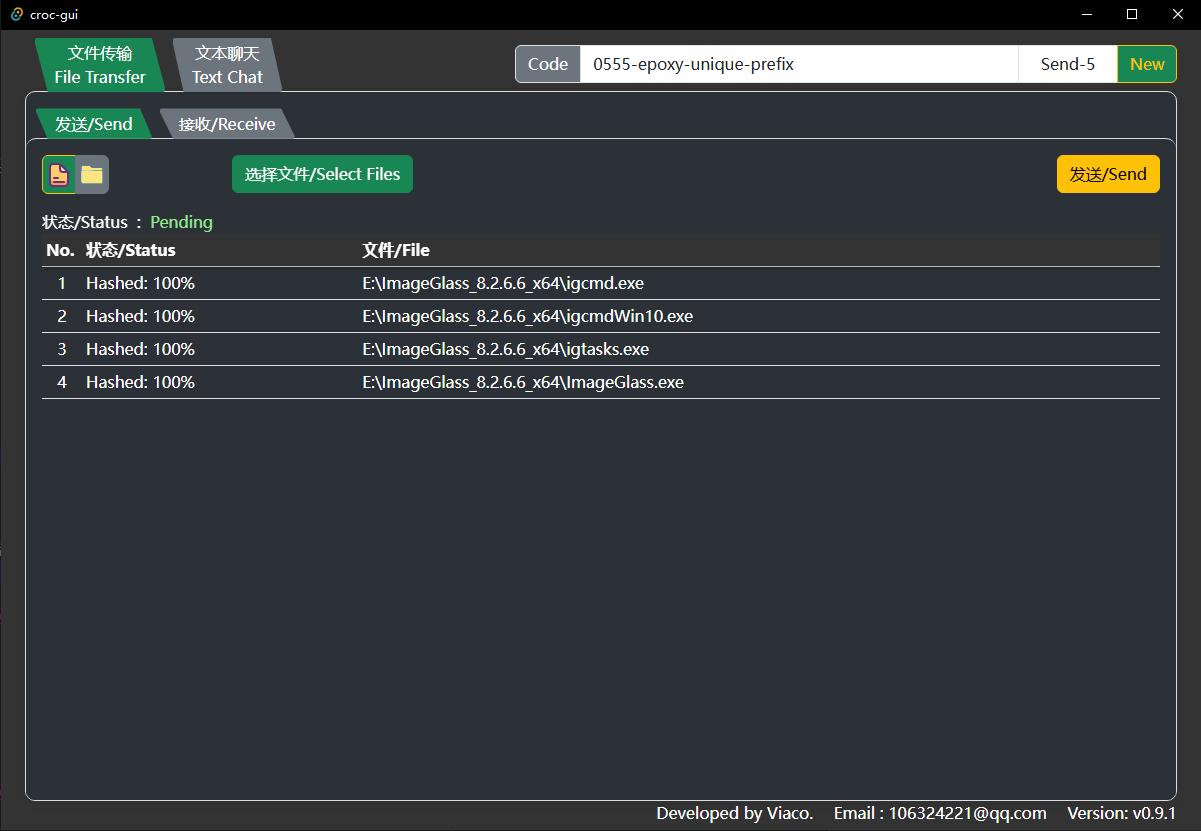 croc-gui
文件传输
File Transfer
文本聊天
Text Chat
Code 0555-epoxy-unique-prefix Send-5 New
发送/Send 接收/Receive
选择文件/Select Files 发送/Send
状态/Status : Pending
No. 状态/Status 文件/File
1 Hashed: 100% E:\ImageGlass_8.2.6.6_x64\igcmd.exe
2 Hashed: 100% E:\ImageGlass_8.2.6.6_x64\igcmdWin10.exe
3 Hashed: 100% E:\ImageGlass_8.2.6.6_x64\igtasks.exe
4 Hashed: 100% E:\ImageGlass_8.2.6.6_x64\ImageGlass.exe
Developed by Viaco. Email : 106324221@qq.com Version: v0.9.1